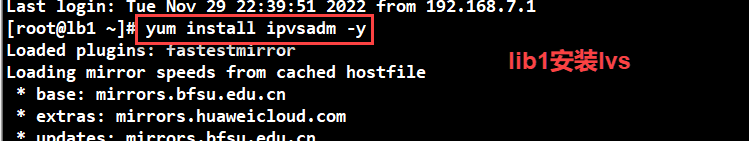 Last login: Tue Nov 29 22:39:51 2022 from 192.168.7.1
[root@lb1 ~]# yum install ipvsadm -y
Loaded plugins: fastestmirror
Loading mirror speeds from cached hostfile
lib1安装lvs
* base: mirrors.bfsu.edu.cn
* extras: mirrors.huaweicloud.com
* updates: mirrors.bfsu.edu.cn